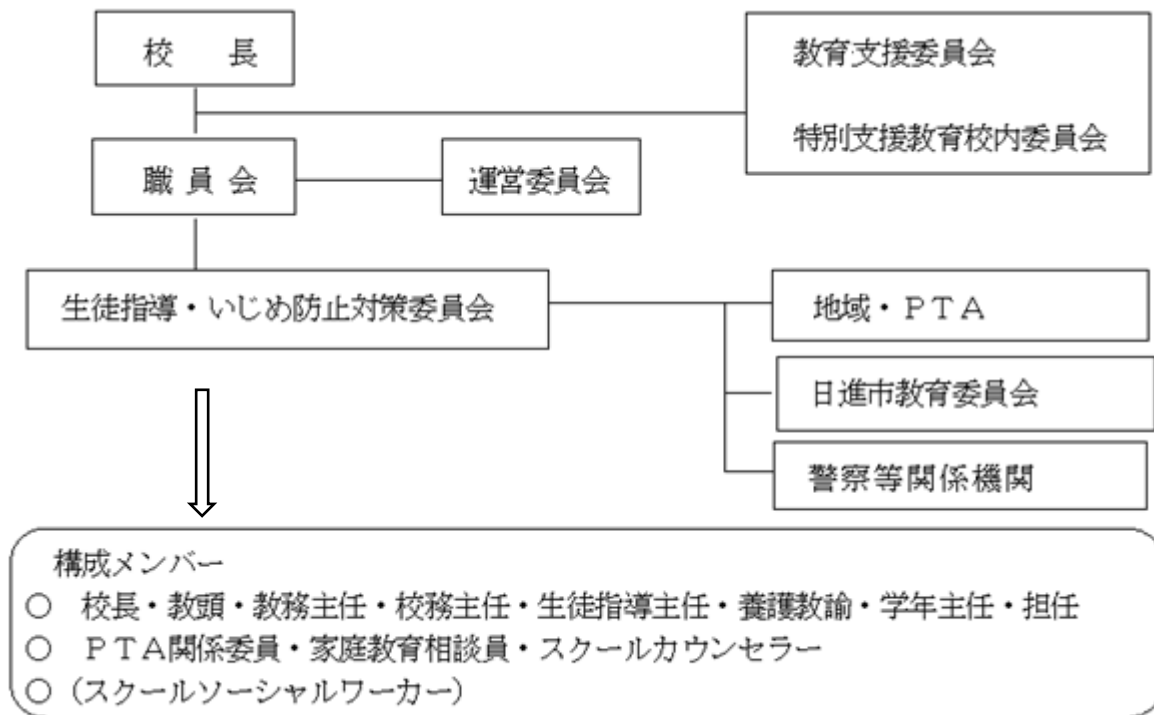 校　　長
教育支援委員会
特別支援教育校内委員会
職 員 会
運営委員会
生徒指導・いじめ防止対策委員会
地域・ＰＴＡ
日進市教育委員会
警察等関係機関
構成メンバー
○　校長・教頭・教務主任・校務主任・生徒指導主任・養護教諭・学年主任・担任
○　ＰＴＡ関係委員・家庭教育相談員・スクールカウンセラー
○（スクールソーシャルワーカー）